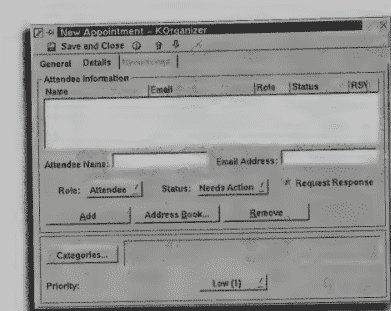 New Appointment - KOrganizer
Save and Close
General Details
Attendee Information
Name Email Role Status RSV
Attendee Name: Email Address:
Role: Attendee Status: Needs Action Request Response
Add Address Book... Remove
Categories...
Priority: Low (1)